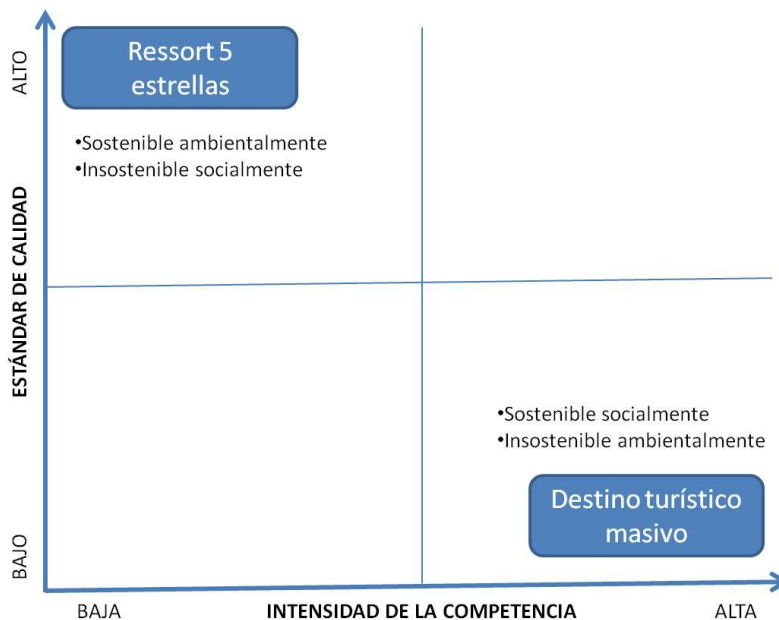 ALTO
Ressort 5
estrellas
•Sostenible ambientalmente
•Insostenible socialmente
ESTÁNDAR DE CALIDAD
•Sostenible socialmente
•Insostenible ambientalmente
Destino turístico
masivo
BAJO
BAJA
INTENSIDAD DE LA COMPETENCIA
ALTA